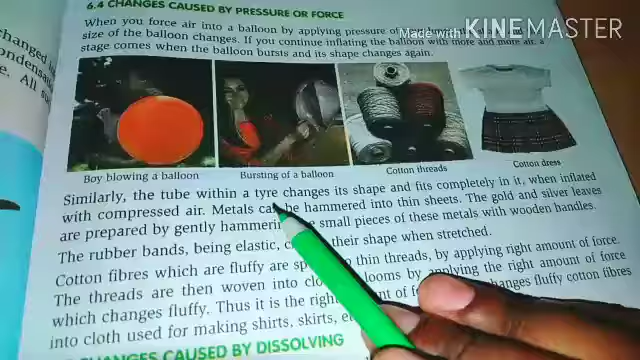 6.4 CHANGES CAUSED BY PRESSURE OR FORCE
When you force air into a balloon by applying pressure
size of the balloon changes. If you continue inflating the balloon with more and more air, a
stage comes when the balloon bursts and its shape changes again.
Made with KINEMASTER
Boy blowing a balloon
Bursting of a balloon
Cotton threads
Cotton dress
Similarly, the tube within a tyre changes its shape and fits completely in it, when inflated
with compressed air. Metals can be hammered into thin sheets. The gold and silver leaves
are prepared by gently hammering small pieces of these metals with wooden handles.
The rubber bands, being elastic, their shape when stretched.
Cotton fibres which are fluffy are thin threads, by applying right amount of force.
The threads are then woven into looms by applying the right amount of force
which changes fluffy. Thus it is the right of changes fluffy cotton fibres
into cloth used for making shirts, skirts,
CHANGES CAUSED BY DISSOLVING